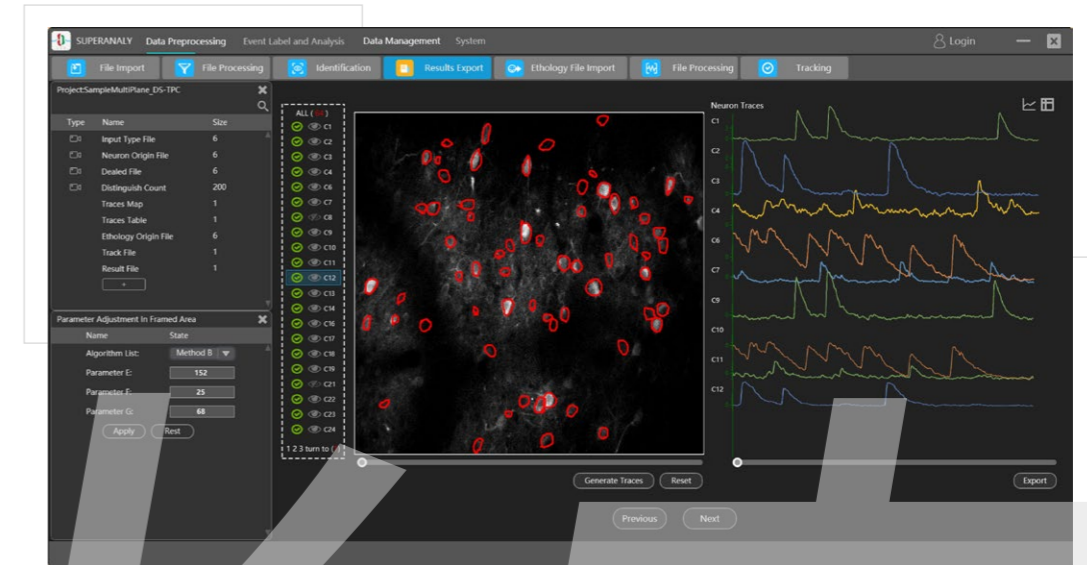 SUPERANALY Data Preprocessing Event Label and Analysis Data Management System Login
File Import File Processing Identification Results Export Ethology File Import File Processing Tracking
Project:SampleMultiPlane_DS-TPC
Type Name Size
Input Type File 6
Neuron Origin File 6
Dealed File 6
Distinguish Count 200
Traces Map 1
Traces Table 1
Ethology Origin File 6
Track File 1
Result File 1
+
Parameter Adjustment In Framed Area
Name State
Algorithm List: Method B
Parameter E: 152
Parameter F: 25
Parameter G: 68
Apply Rest
ALL ( )
C1
C2
C3
C4
C6
C7
C8
C9
C10
C11
C12
C13
C14
C16
C17
C18
C19
C21
C22
C23
C24
1 2 3 turn to ( )
Generate Traces Reset
Neuron Traces
C1
C2
C3
C4
C6
C7
C9
C10
C11
C12
Export
Previous Next